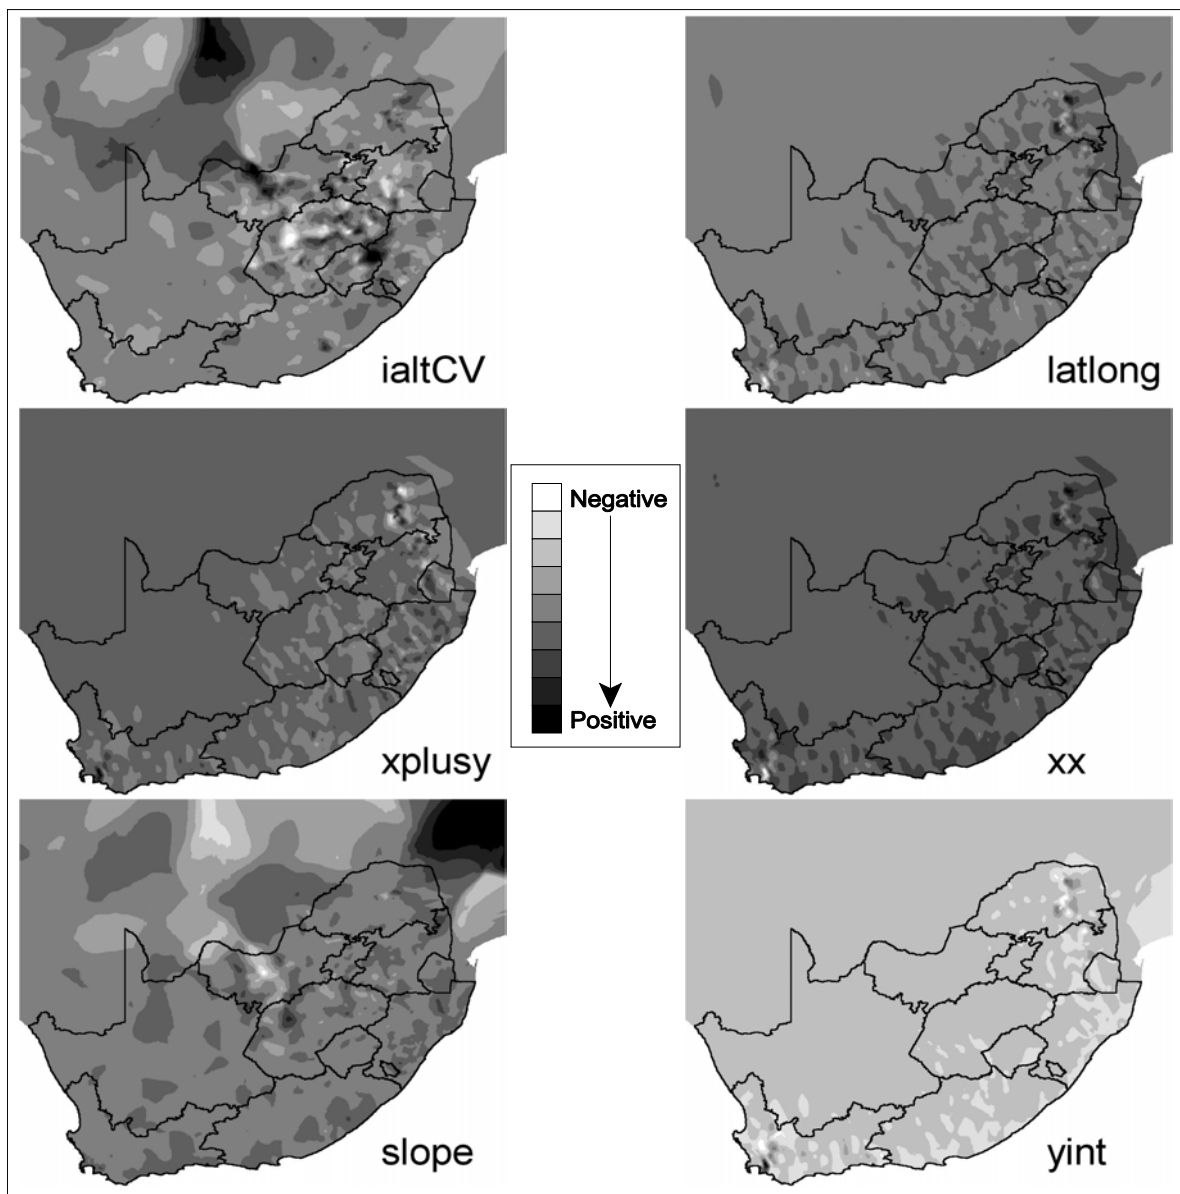 ialtCV
latlong
Negative
Positive
xplusy
xx
slope
yint